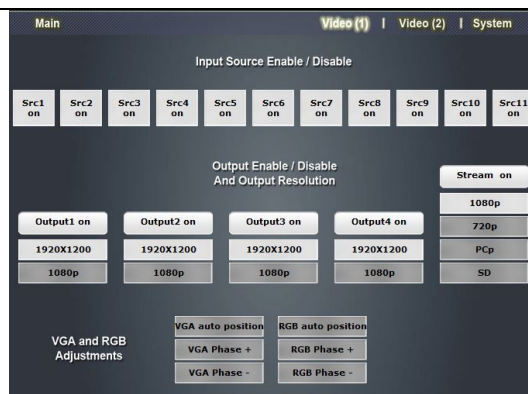 Main
Video (1) | Video (2) | System
Input Source Enable / Disable
Src1 on
Src2 on
Src3 on
Src4 on
Src5 on
Src6 on
Src7 on
Src8 on
Src9 on
Src10 on
Src11 on
Output Enable / Disable
And Output Resolution
Stream on
1080p
720p
PCp
SD
Output1 on
Output2 on
Output3 on
Output4 on
1920X1200
1920X1200
1920X1200
1920X1200
1080p
1080p
1080p
1080p
VGA and RGB
Adjustments
VGA auto position
RGB auto position
VGA Phase +
RGB Phase +
VGA Phase -
RGB Phase -